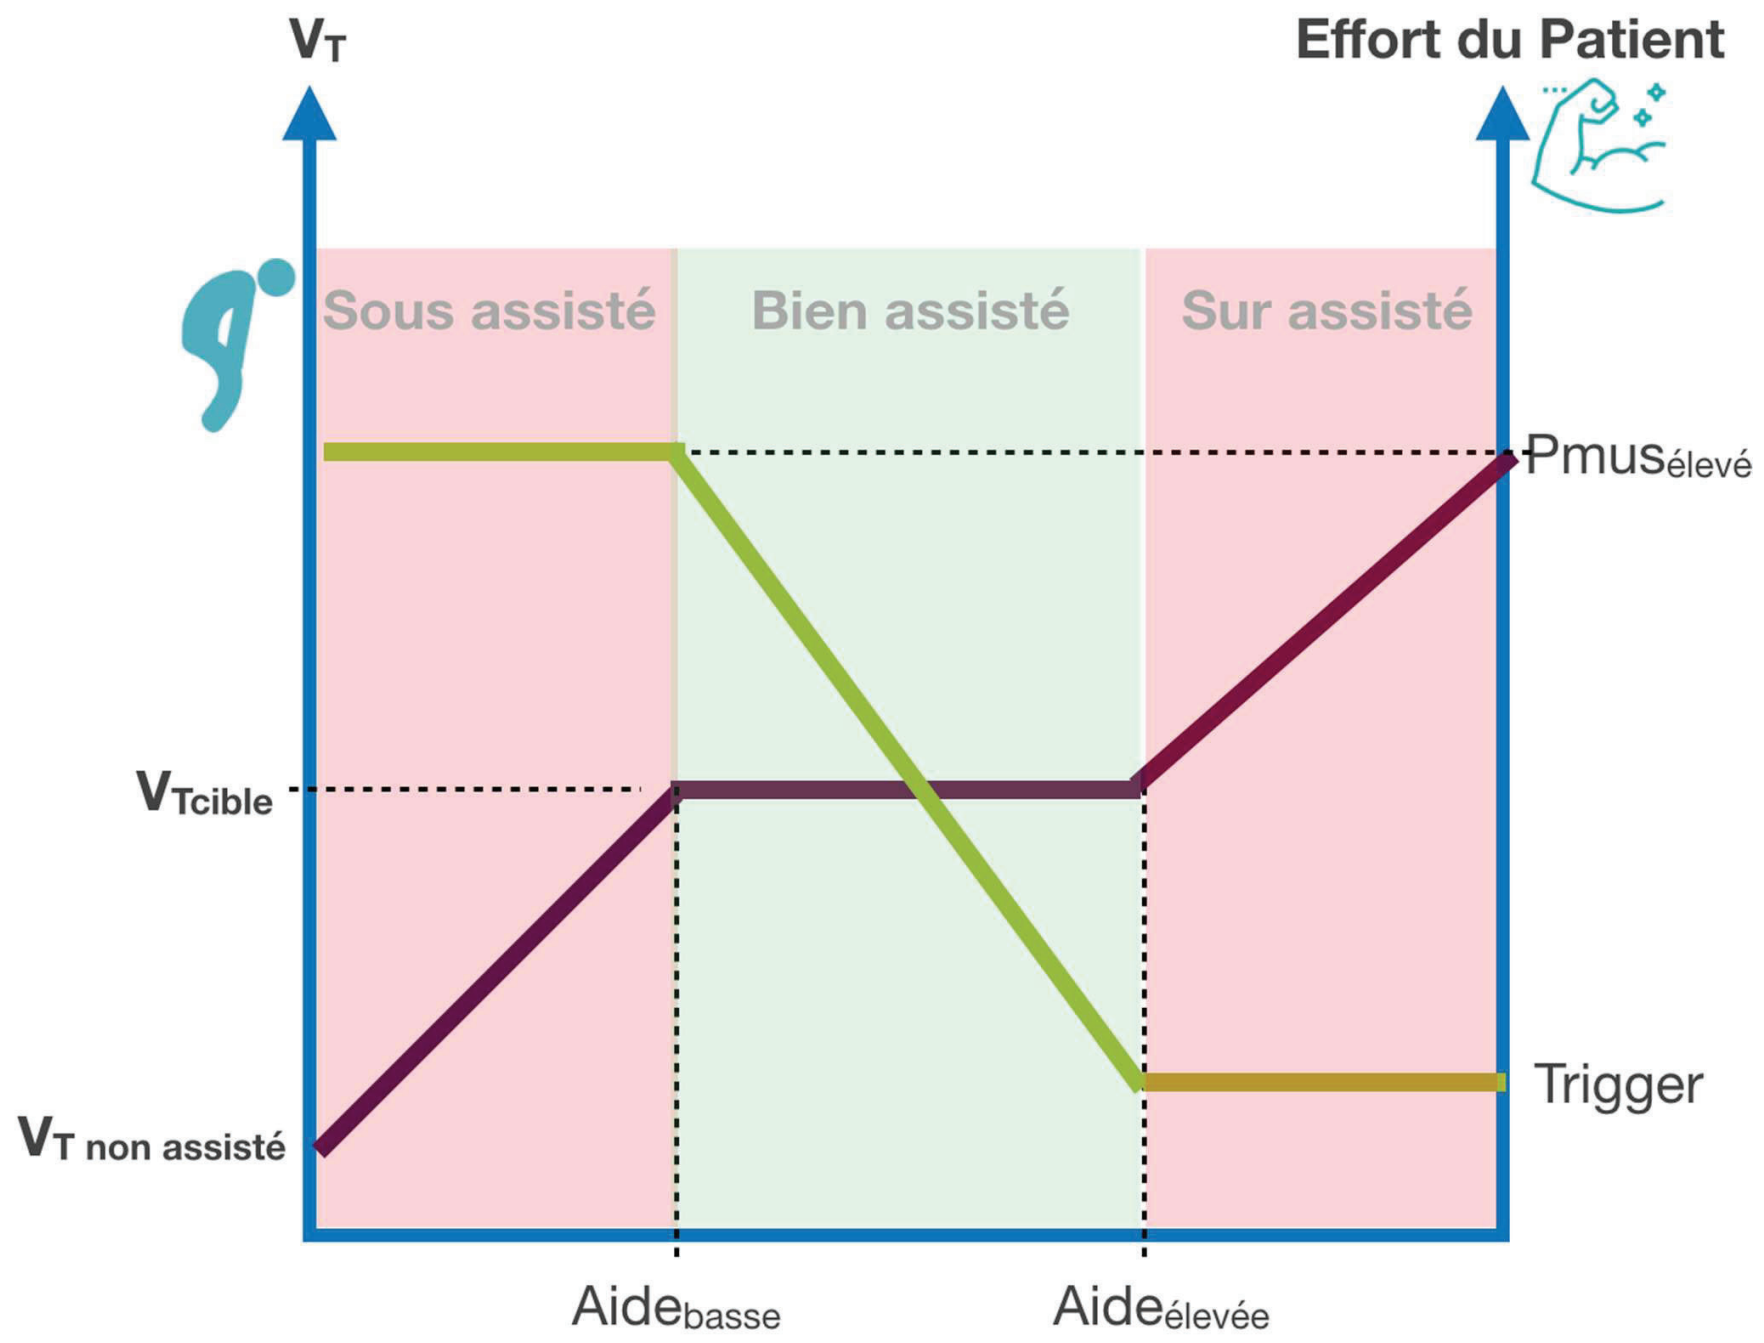 VT
Effort du Patient
Sous assisté
Bien assisté
Sur assisté
Pmusélevé
VTcible
Trigger
VT non assisté
Aidebasse
Aideélevée